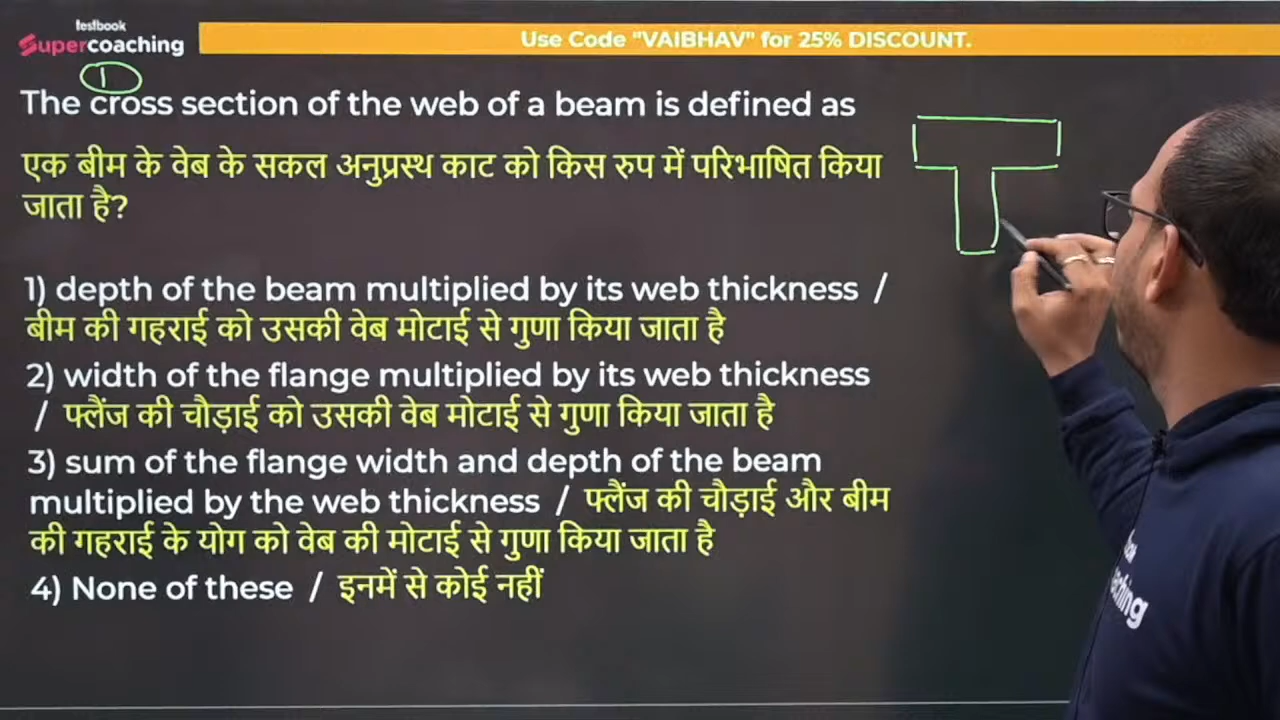 testbook
Supercoaching
Use Code "VAIBHAV" for 25% DISCOUNT.
1
The cross section of the web of a beam is defined as
एक बीम के वेब के सकल अनुप्रस्थ काट को किस रुप में परिभाषित किया
जाता है?
1) depth of the beam multiplied by its web thickness /
बीम की गहराई को उसकी वेब मोटाई से गुणा किया जाता है
2) width of the flange multiplied by its web thickness
/ फ्लैंज की चौड़ाई को उसकी वेब मोटाई से गुणा किया जाता है
3) sum of the flange width and depth of the beam
multiplied by the web thickness / फ्लैंज की चौड़ाई और बीम
की गहराई के योग को वेब की मोटाई से गुणा किया जाता है
4) None of these / इनमें से कोई नहीं